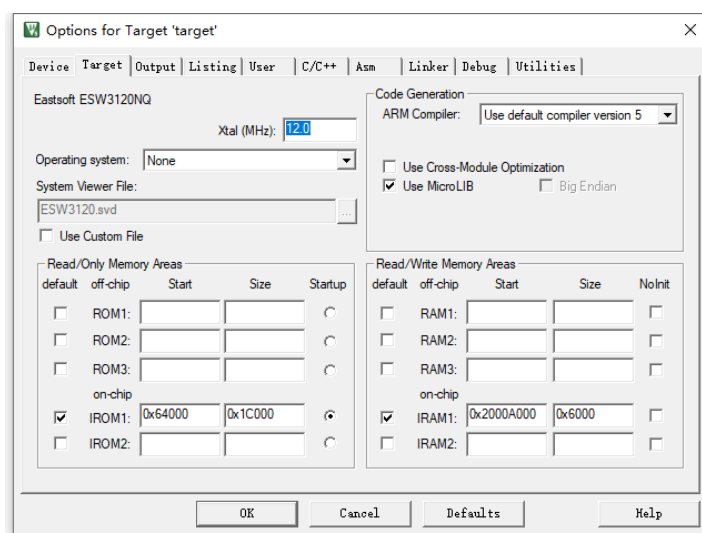 Options for Target 'target'
Device Target Output Listing User C/C++ Asm Linker Debug Utilities
Eastsoft ESW3120NQ
Xtal (MHz): 12.0
Operating system: None
System Viewer File:
ESW3120.svd ...
Use Custom File
Code Generation
ARM Compiler: Use default compiler version 5
Use Cross-Module Optimization
Use MicroLIB Big Endian
Read/Only Memory Areas
default off-chip Start Size Startup
ROM1:
ROM2:
ROM3:
on-chip
IROM1: 0x64000 0x1C000
IROM2:
Read/Write Memory Areas
default off-chip Start Size NoInit
RAM1:
RAM2:
RAM3:
on-chip
IRAM1: 0x2000A000 0x6000
IRAM2:
OK Cancel Defaults Help